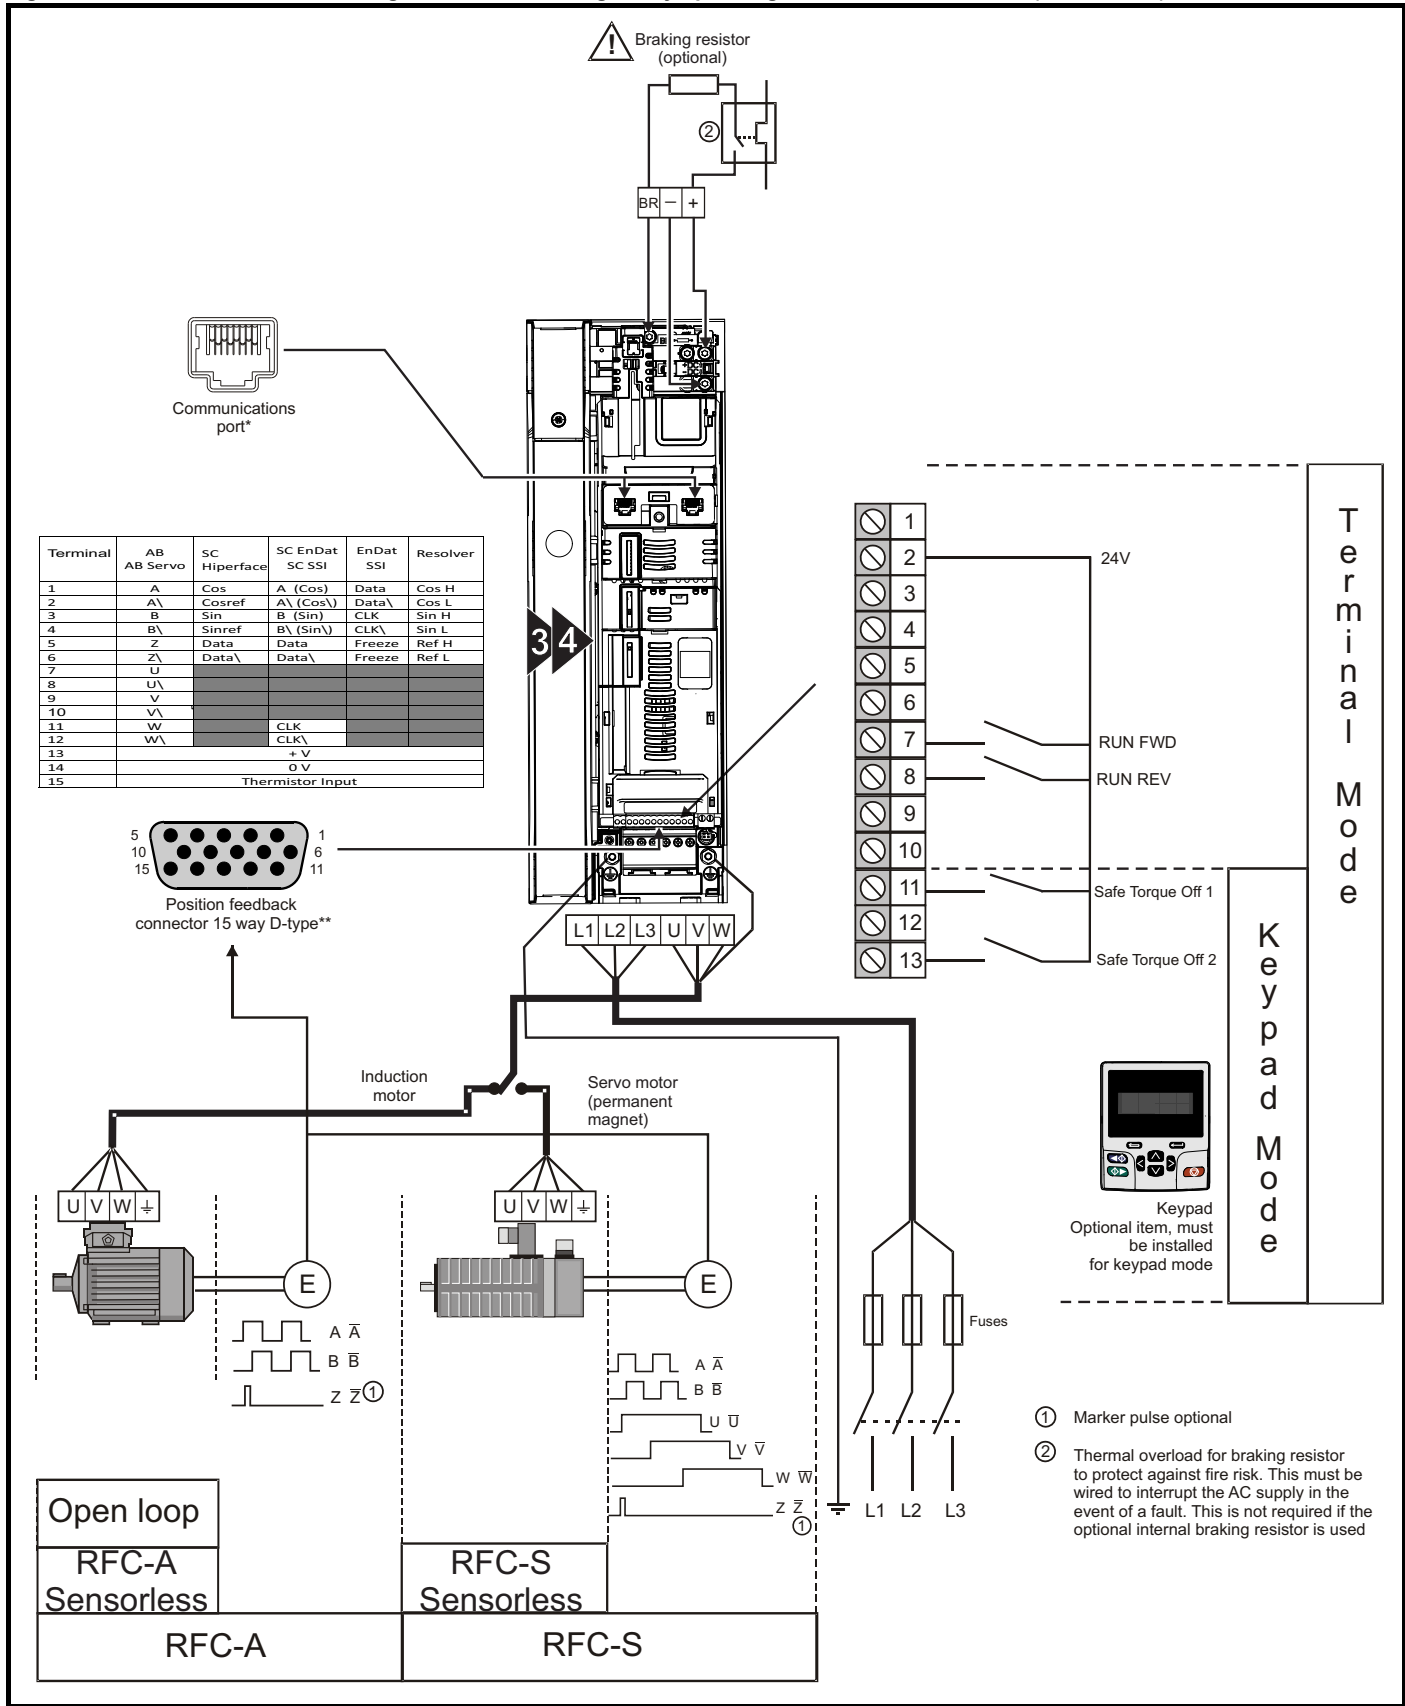 Braking resistor
(optional)
2
BR — +
Communications
port*
Terminal AB AB Servo SC Hiperface SC EnDat SC SSI EnDat SSI Resolver
1 A Cos A (Cos) Data Cos H
2 A\ Cosref A\ (Cos\) Data\ Cos L
3 B Sin B (Sin) CLK Sin H
4 B\ Sinref B\ (Sin\) CLK\ Sin L
5 Z Data Data Freeze Ref H
6 Z\ Data\ Data\ Freeze Ref L
7 U
8 U\
9 V
10 V\
11 W CLK
12 W\ CLK\
13 + V
14 0 V
15 Thermistor Input
3 4
5 1
10 6
15 11
Position feedback
connector 15 way D-type**
L1 L2 L3 U V W
1
2 24V
3
4
5
6
7 RUN FWD
8 RUN REV
9
10
11 Safe Torque Off 1
12
13 Safe Torque Off 2
Terminal Mode
Keypad Mode
Keypad
Optional item, must
be installed
for keypad mode
Induction
motor
Servo motor
(permanent
magnet)
U V W
U V W
E
E
A A̅
B B̅
Z Z̅ 1
A A̅
B B̅
U U̅
V V̅
W W̅
Z Z̅
1
Fuses
L1 L2 L3
1 Marker pulse optional
2 Thermal overload for braking resistor
to protect against fire risk. This must be
wired to interrupt the AC supply in the
event of a fault. This is not required if the
optional internal braking resistor is used
Open loop
RFC-A
Sensorless
RFC-S
Sensorless
RFC-A
RFC-S